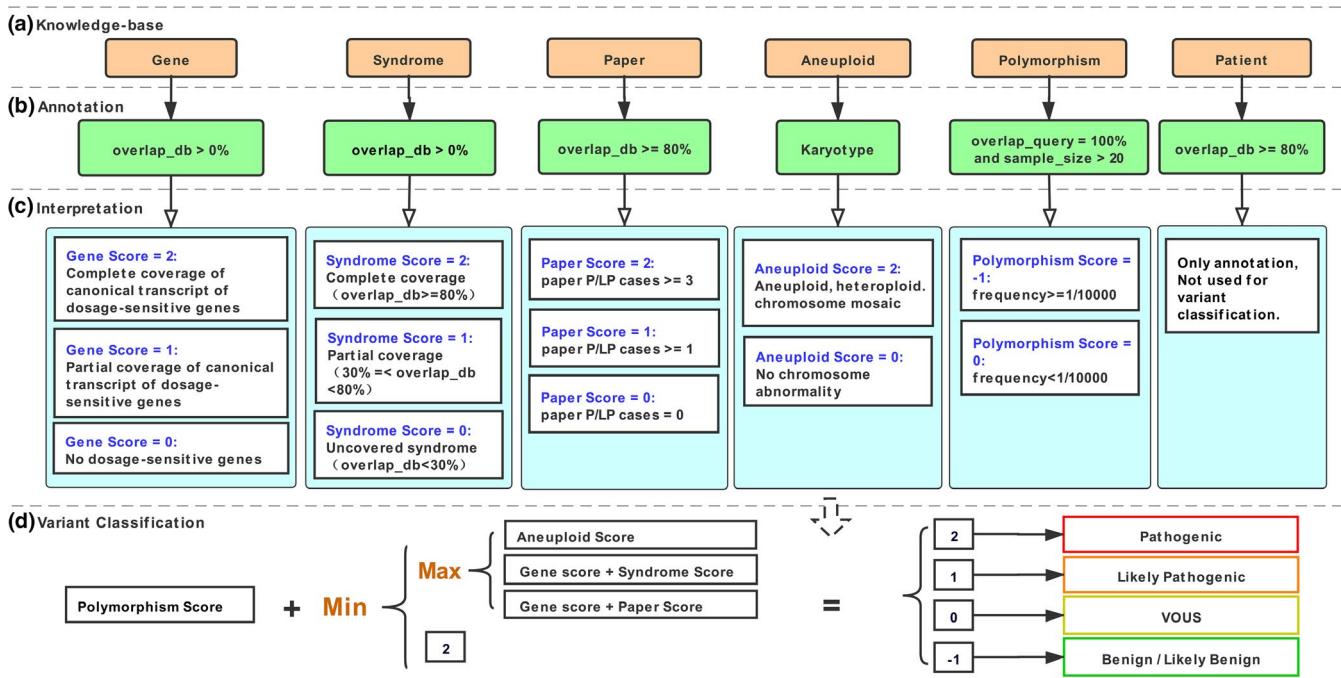 (a) Knowledge-base
Gene
Syndrome
Paper
Aneuploid
Polymorphism
Patient
(b) Annotation
overlap_db > 0%
overlap_db > 0%
overlap_db >= 80%
Karyotype
overlap_query = 100%
and sample_size > 20
overlap_db >= 80%
(c) Interpretation
Gene Score = 2:
Complete coverage of
canonical transcript of
dosage-sensitive genes
Gene Score = 1:
Partial coverage of canonical
transcript of dosage-
sensitive genes
Gene Score = 0:
No dosage-sensitive genes
Syndrome Score = 2:
Complete coverage
（overlap_db>=80%）
Syndrome Score = 1:
Partial coverage
（30% =< overlap_db
<80%）
Syndrome Score = 0:
Uncovered syndrome
（overlap_db<30%）
Paper Score = 2:
paper P/LP cases >= 3
Paper Score = 1:
paper P/LP cases >= 1
Paper Score = 0:
paper P/LP cases = 0
Aneuploid Score = 2:
Aneuploid, heteroploid.
chromosome mosaic
Aneuploid Score = 0:
No chromosome
abnormality
Polymorphism Score =
-1:
frequency>=1/10000
Polymorphism Score =
0:
frequency<1/10000
Only annotation,
Not used for
variant
classification.
(d) Variant Classification
Polymorphism Score
+
Min
Max
Aneuploid Score
Gene score + Syndrome Score
Gene score + Paper Score
2
=
2
Pathogenic
1
Likely Pathogenic
0
VOUS
-1
Benign / Likely Benign